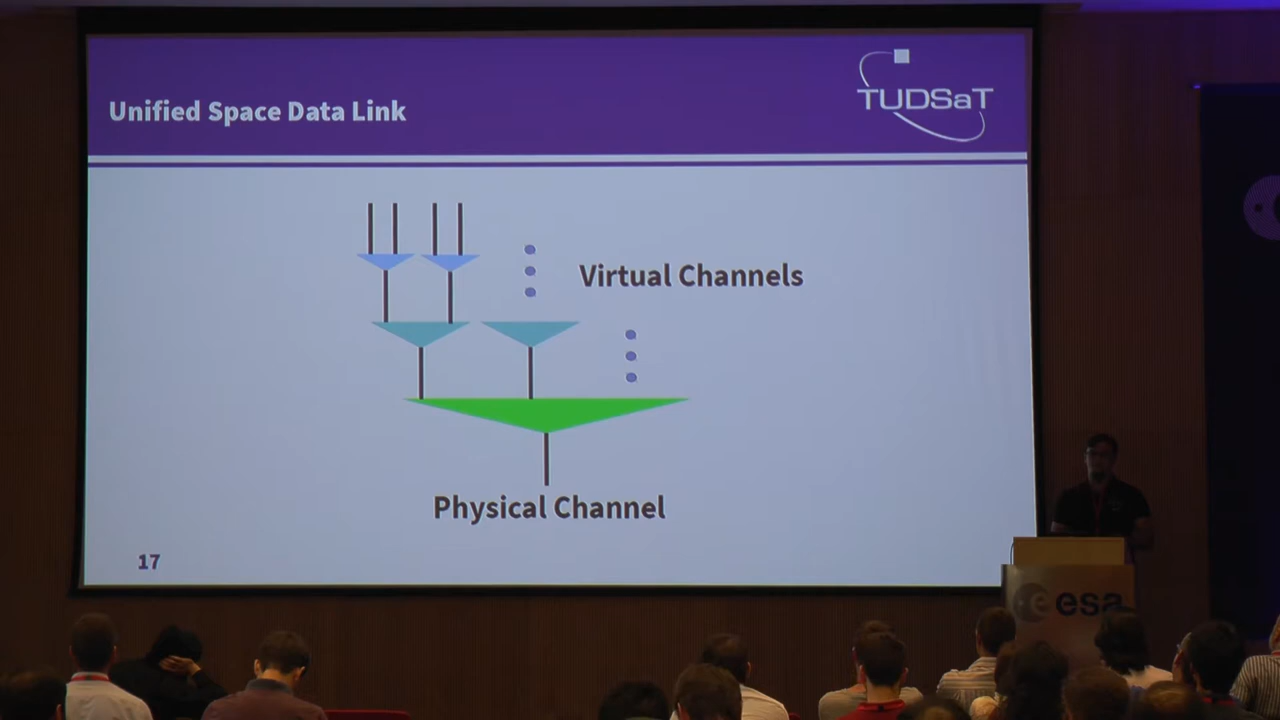 Unified Space Data Link
TUDSaT
Virtual Channels
Physical Channel
17
esa